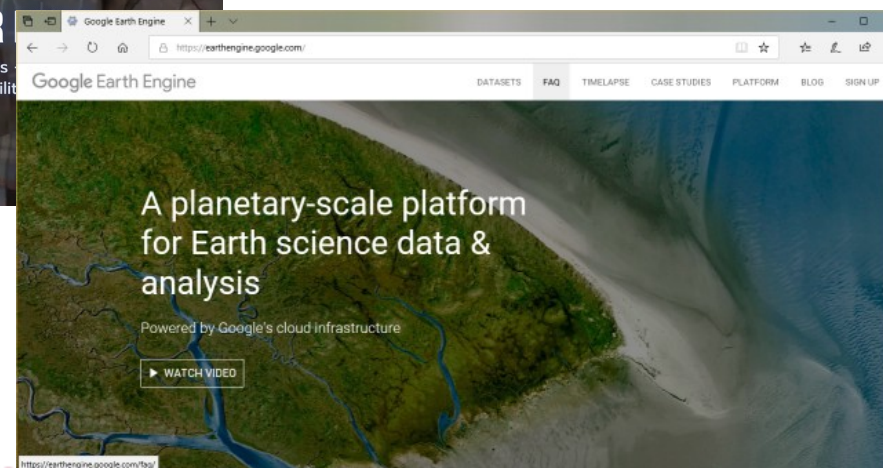 R
s
ilit
Google Earth Engine
https://earthengine.google.com/
Google Earth Engine
DATASETS FAQ TIMELAPSE CASE STUDIES PLATFORM BLOG SIGN UP
A planetary-scale platform
for Earth science data &
analysis
Powered by Google's cloud infrastructure
WATCH VIDEO
https://earthengine.google.com/faq/